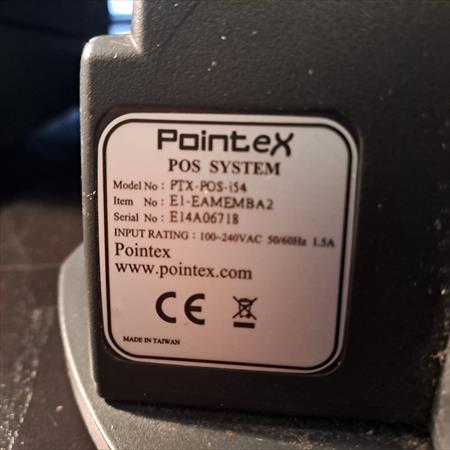 PointeX
POS SYSTEM
Model No : PTX-POS-i54
Item No : E1-EAMEMBA2
Serial No : E14A06718
INPUT RATING : 100~240VAC 50/60Hz 1.5A
Pointex
www.pointex.com
CE
MADE IN TAIWAN